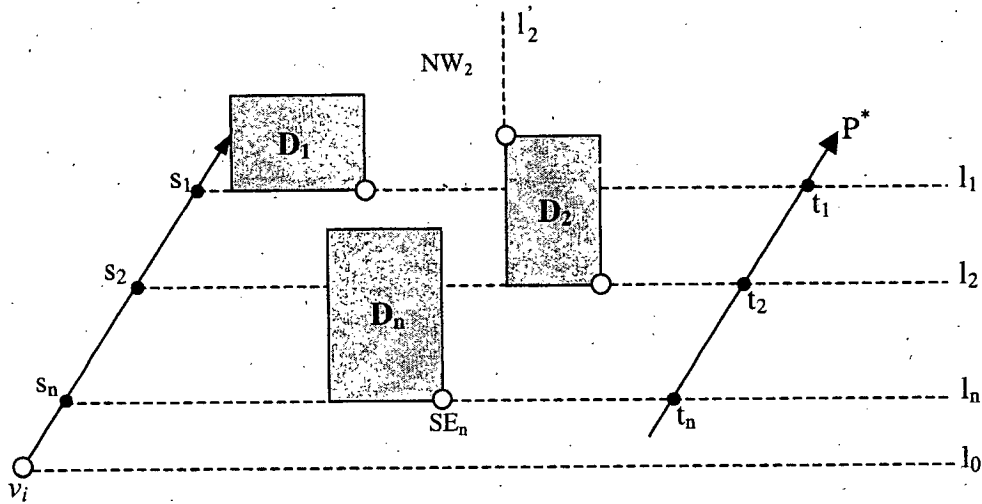 l'₂
NW₂
P*
D₁
s₁
l₁
t₁
D₂
s₂
l₂
t₂
Dₙ
sₙ
lₙ
tₙ
SEₙ
l₀
vᵢ